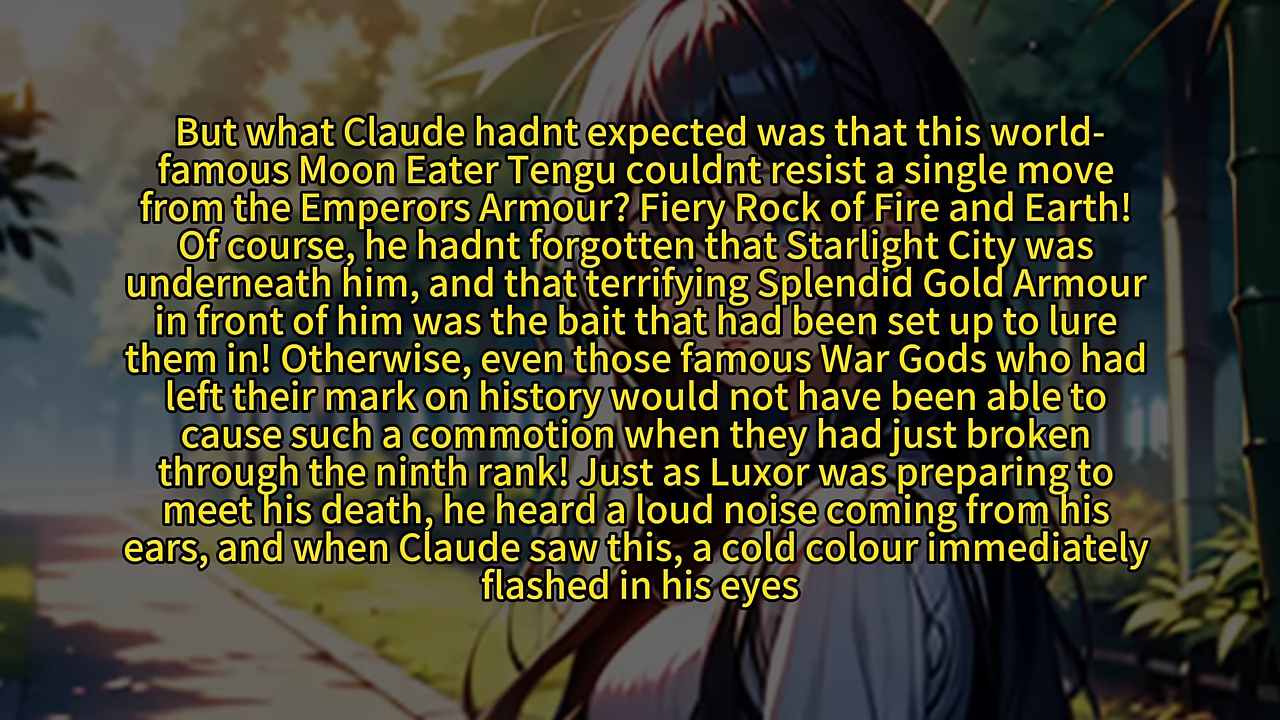 But what Claude hadnt expected was that this world-
famous Moon Eater Tengu couldnt resist a single move
from the Emperors Armour? Fiery Rock of Fire and Earth!
Of course, he hadnt forgotten that Starlight City was
underneath him, and that terrifying Splendid Gold Armour
in front of him was the bait that had been set up to lure
them in! Otherwise, even those famous War Gods who had
left their mark on history would not have been able to
cause such a commotion when they had just broken
through the ninth rank! Just as Luxor was preparing to
meet his death, he heard a loud noise coming from his
ears, and when Claude saw this, a cold colour immediately
flashed in his eyes